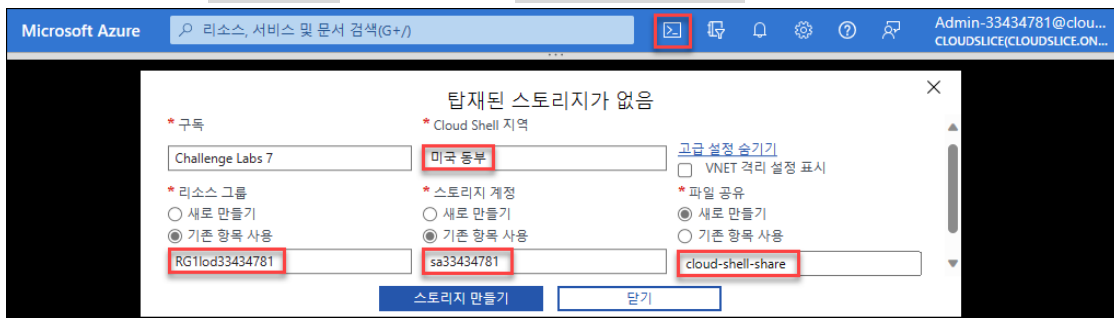 Microsoft Azure
리소스, 서비스 및 문서 검색(G+/)
Admin-33434781@clou...
CLOUDSLICE(CLOUDSLICE.ON...
탑재된 스토리지가 없음
* 구독
* Cloud Shell 지역
Challenge Labs 7
미국 동부
고급 설정 숨기기
VNET 격리 설정 표시
* 리소스 그룹
* 스토리지 계정
* 파일 공유
새로 만들기
새로 만들기
새로 만들기
기존 항목 사용
기존 항목 사용
기존 항목 사용
RG1lod33434781
sa33434781
cloud-shell-share
스토리지 만들기
닫기